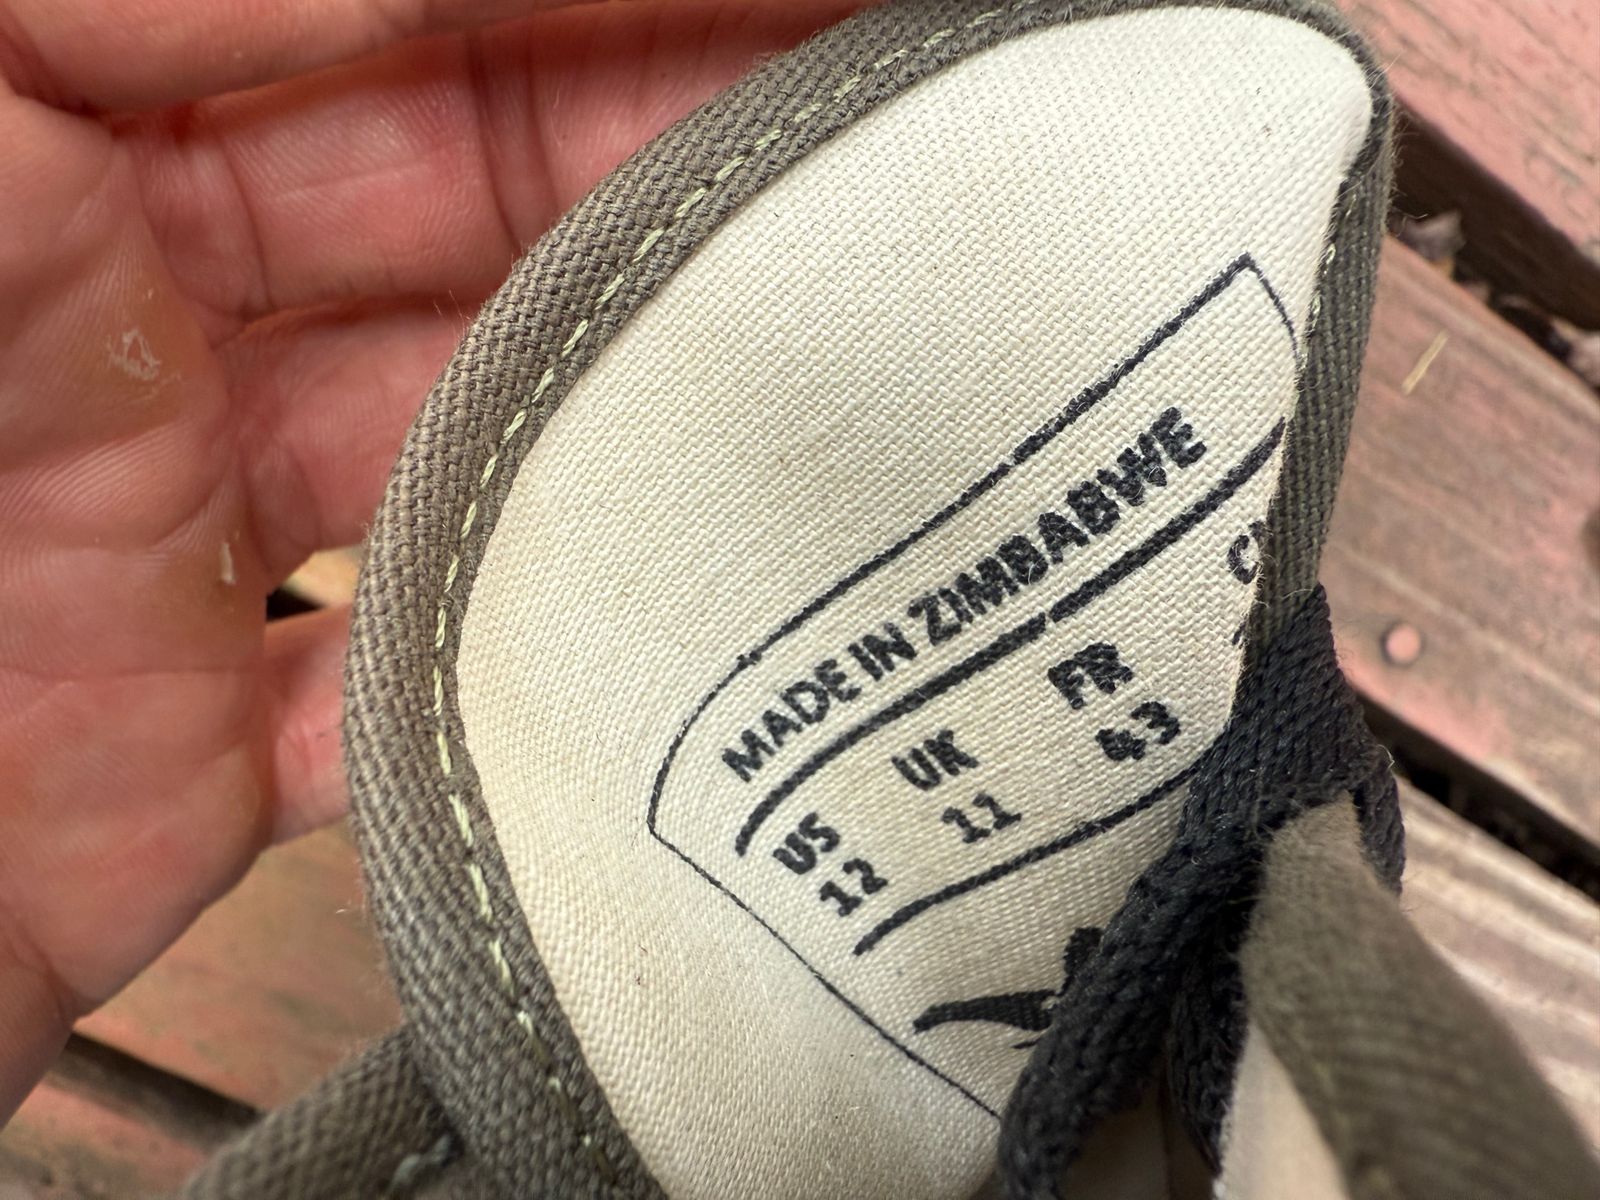 MADE IN ZIMBABWE
US UK FR
12 11 43